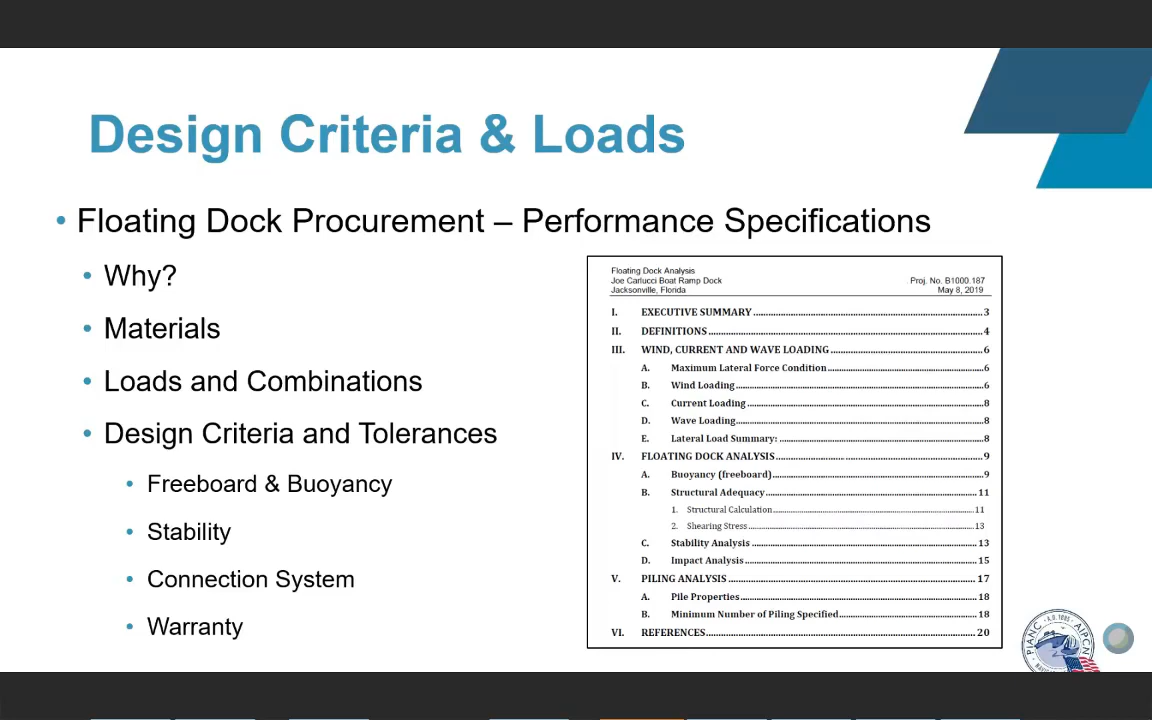 Design Criteria & Loads
• Floating Dock Procurement – Performance Specifications
• Why?
• Materials
• Loads and Combinations
• Design Criteria and Tolerances
• Freeboard & Buoyancy
• Stability
• Connection System
• Warranty
Floating Dock Analysis
Joe Carlucci Boat Ramp Dock Proj. No. B1000.187
Jacksonville, Florida May 8, 2019
I. EXECUTIVE SUMMARY 3
II. DEFINITIONS 4
III. WIND, CURRENT AND WAVE LOADING 6
A. Maximum Lateral Force Condition 6
B. Wind Loading 6
C. Current Loading 8
D. Wave Loading 8
E. Lateral Load Summary: 8
IV. FLOATING DOCK ANALYSIS 9
A. Buoyancy (freeboard) 9
B. Structural Adequacy 11
1. Structural Calculation 11
2. Shearing Stress 13
C. Stability Analysis 13
D. Impact Analysis 15
V. PILING ANALYSIS 17
A. Pile Properties 18
B. Minimum Number of Piling Specified 18
VI. REFERENCES 20
PIANC A.D. 1885 AIPCN